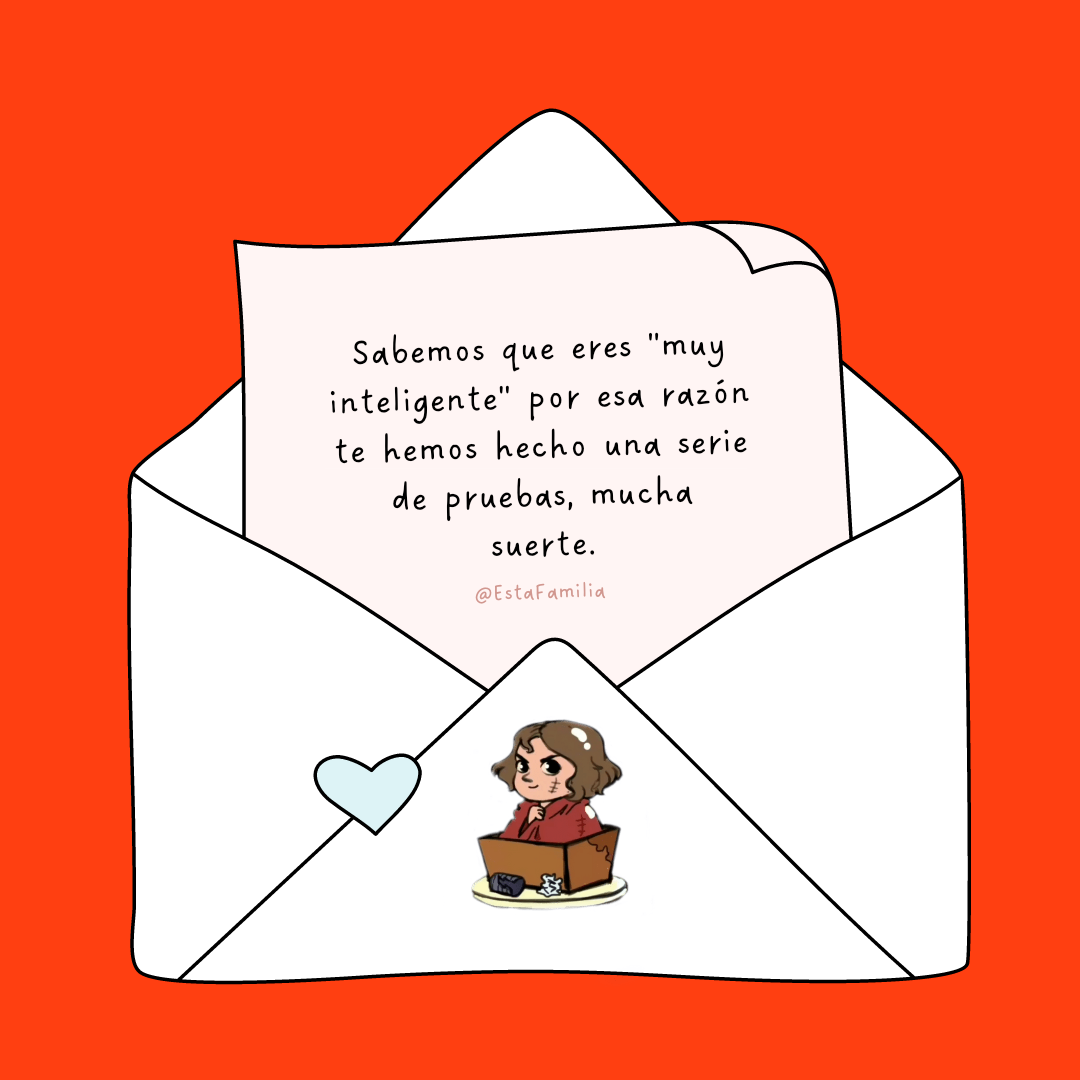 Sabemos que eres "muy
inteligente" por esa razón
te hemos hecho una serie
de pruebas, mucha
suerte.
@EstaFamilia